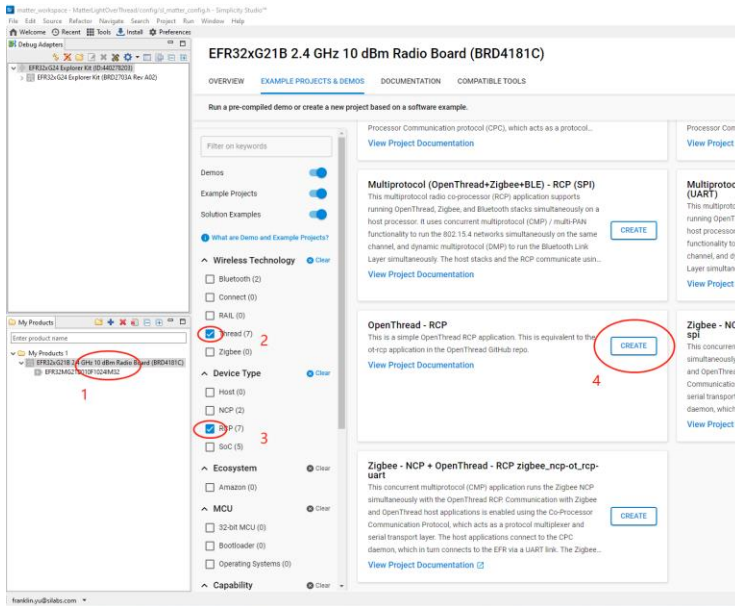 matter_workspace - MatterLightOverThread/config/sl_matter_config.h - Simplicity Studio™
File Edit Source Refactor Navigate Search Project Run Window Help
Welcome Recent Tools Install Preferences
Debug Adapters
EFR32xG24 Explorer Kit (ID:440278203)
EFR32xG24 Explorer Kit (BRD2703A Rev A02)
My Products
Enter product name
My Products 1
EFR32xG21B 2.4 GHz 10 dBm Radio Board (BRD4181C)
1
EFR32xG21B 2.4 GHz 10 dBm Radio Board (BRD4181C)
OVERVIEW EXAMPLE PROJECTS & DEMOS DOCUMENTATION COMPATIBLE TOOLS
Run a pre-compiled demo or create a new project based on a software example.
Filter on keywords
Demos
Example Projects
Solution Examples
What are Demo and Example Projects?
Wireless Technology Clear
Bluetooth (2)
Connect (0)
RAIL (0)
Thread (7)
2
Zigbee (0)
Device Type Clear
Host (0)
NCP (2)
RCP (7)
3
SoC (5)
Ecosystem Clear
Amazon (0)
MCU Clear
32-bit MCU (0)
Bootloader (0)
Operating Systems (0)
Capability Clear
Processor Communication protocol (CPC), which acts as a protocol...
View Project Documentation
Multiprotocol (OpenThread+Zigbee+BLE) - RCP (SPI)
This multiprotocol radio co-processor (RCP) application supports
running OpenThread, Zigbee, and Bluetooth stacks simultaneously on a
host processor. It uses concurrent multiprotocol (CMP) / multi-PAN
functionality to run the 802.15.4 networks simultaneously on the same
channel, and dynamic multiprotocol (DMP) to run the Bluetooth Link
Layer simultaneously. The host stacks and the RCP communicate usin...
View Project Documentation
CREATE
OpenThread - RCP
This is a simple OpenThread RCP application. This is equivalent to the
ot-rcp application in the OpenThread GitHub repo.
View Project Documentation
CREATE
4
Zigbee - NCP + OpenThread - RCP zigbee_ncp-ot_rcp-
uart
This concurrent multiprotocol (CMP) application runs the Zigbee NCP
simultaneously with the OpenThread RCP. Communication with Zigbee
and OpenThread host applications is enabled using the Co-Processor
Communication Protocol, which acts as a protocol multiplexer and
serial transport layer. The host applications connect to the CPC
daemon, which in turn connects to the EFR via a UART link. The Zigbee...
View Project Documentation
CREATE
Processor Com
View Project
Multiprotoc
(UART)
This multiproto
running OpenT
host processor
functionality to
channel, and d
Layer simultan
View Project
Zigbee - NC
spi
This concurren
simultaneously
and OpenThrea
Communicatio
serial transport
daemon, which
View Project
franklin.yu@silabs.com